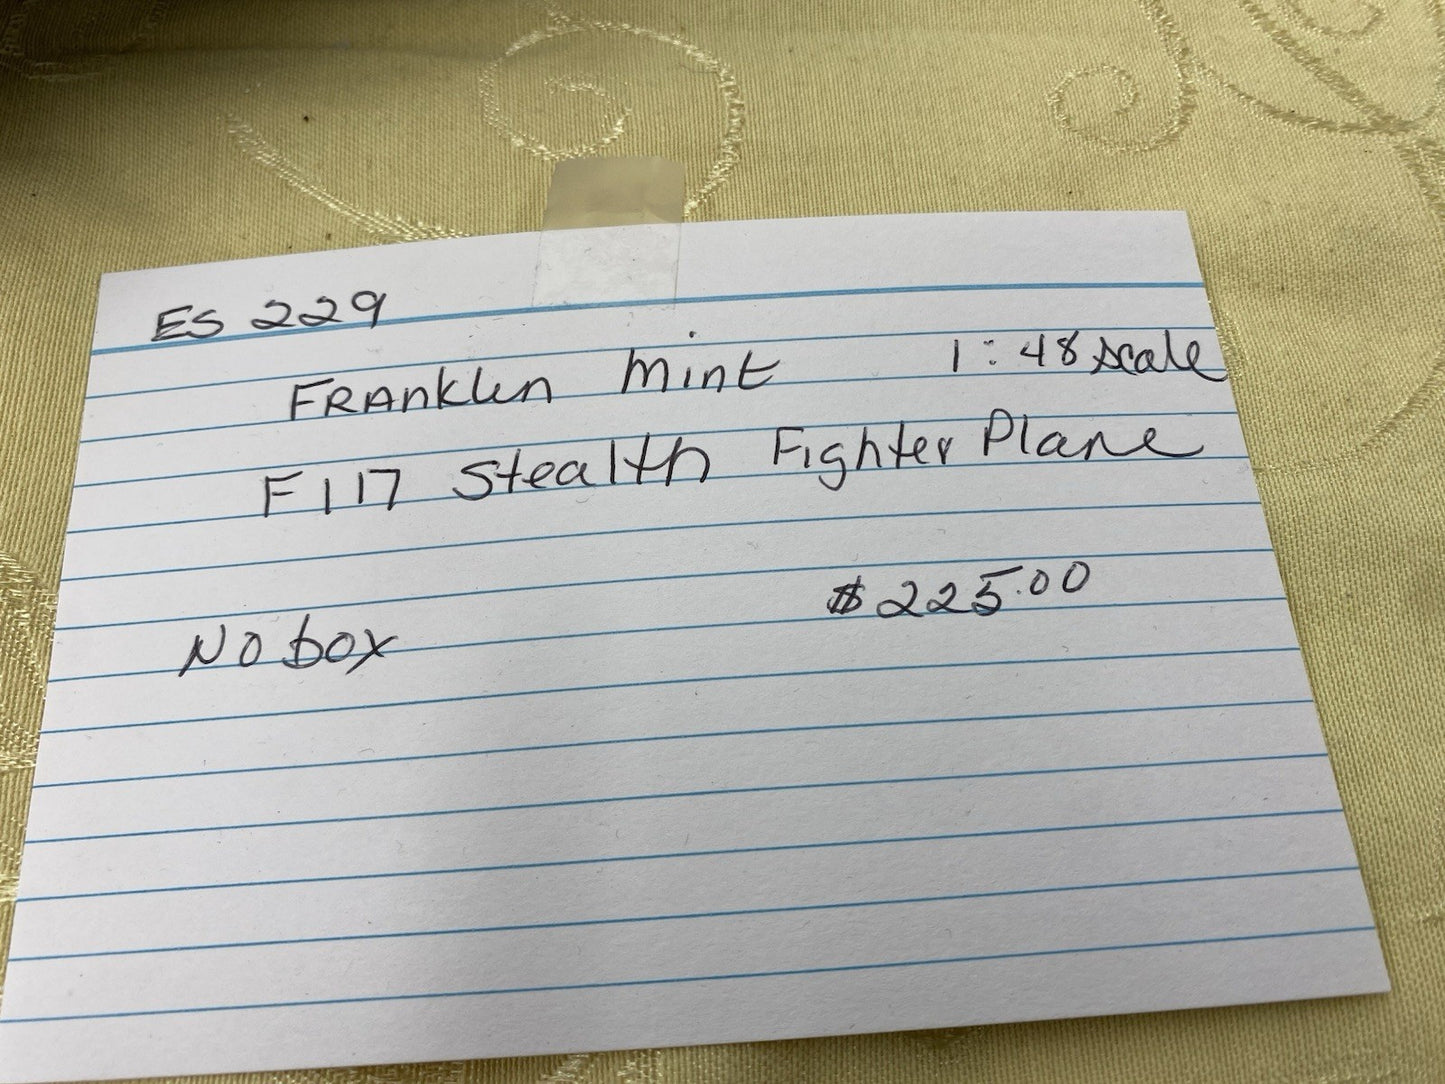 ES 229
Franklin Mint 1:48 scale
F117 Stealth Fighter Plane
$225.00
No box